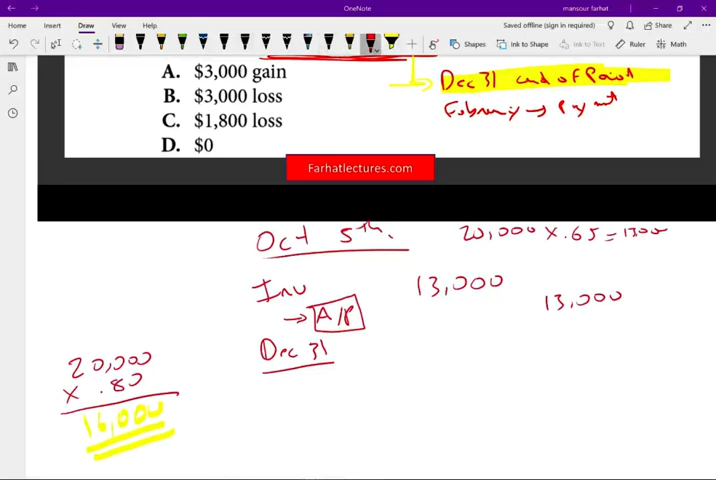 OneNote
mansour farhat
Home Insert Draw View Help
Saved offline (sign in required)
Share
Shapes Ink to Shape Ink to Text Ruler Math
A. $3,000 gain
B. $3,000 loss
C. $1,800 loss
D. $0
Dec 31 end of Period
February → Payment
Farhatlectures.com
Oct 5th. 20,000 x .65 = 1300
Inv 13,000
→ A/P 13,000
Dec 31
20,000
x .80
16,000